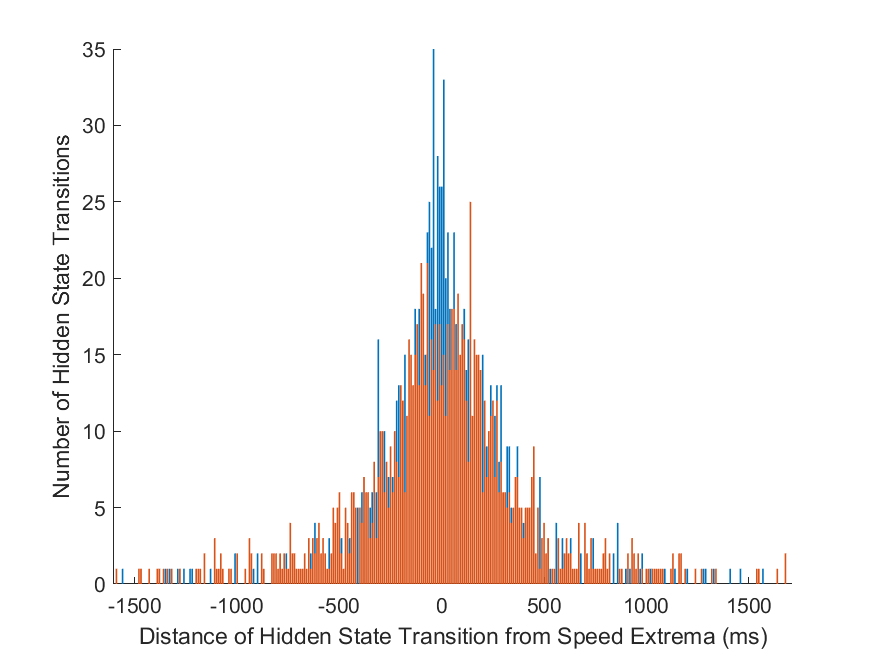 Number of Hidden State Transitions
35
30
25
20
15
10
5
0
-1500 -1000 -500 0 500 1000 1500
Distance of Hidden State Transition from Speed Extrema (ms)